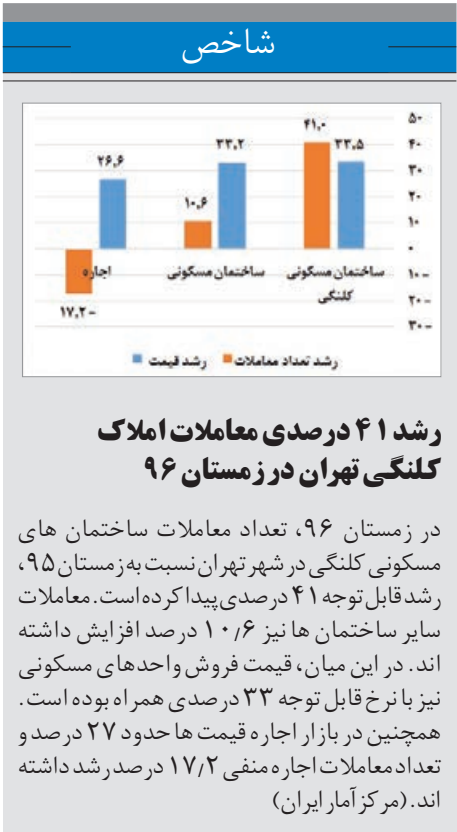 شاخص
۵۰
۴۰
۳۰
۲۰
۱۰
۰
-۱۰
-۲۰
-۳۰
۳۳,۵
۴۱,۰
۳۳,۲
۱۰,۶
۲۶,۶
-۱۷,۲
ساختمان مسکونی
کلنگی
ساختمان مسکونی
اجاره
رشد تعداد معاملات
رشد قیمت
رشد ۴۱ درصدی معاملات املاک
کلنگی تهران در زمستان ۹۶
در زمستان ۹۶، تعداد معاملات ساختمان های
مسکونی کلنگی در شهر تهران نسبت به زمستان ۹۵،
رشد قابل توجه ۴۱ درصدی پیدا کرده است. معاملات
سایر ساختمان ها نیز ۱۰٫۶ درصد افزایش داشته
اند. در این میان، قیمت فروش واحدهای مسکونی
نیز با نرخ قابل توجه ۳۳ درصدی همراه بوده است.
همچنین در بازار اجاره قیمت ها حدود ۲۷ درصد و
تعداد معاملات اجاره منفی ۱۷٫۲ درصد رشد داشته
اند. (مرکز آمار ایران)